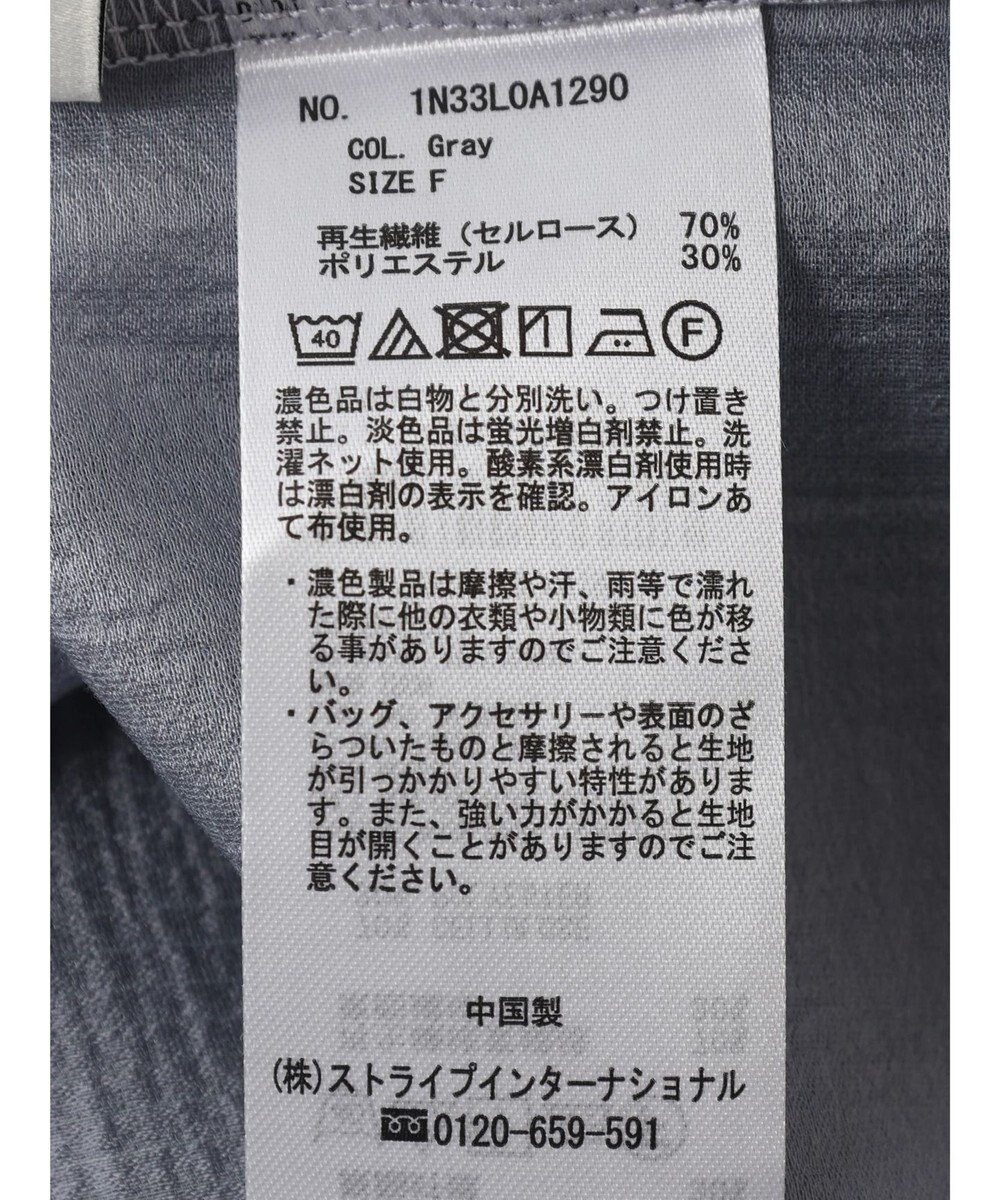 NO. 1N33L0A1290
COL. Gray
SIZE F
再生繊維(セルロース) 70%
ポリエステル 30%
40 F
濃色品は白物と分別洗い。つけ置き
禁止。淡色品は蛍光増白剤禁止。洗
濯ネット使用。酸素系漂白剤使用時
は漂白剤の表示を確認。アイロンあ
て布使用。
・濃色製品は摩擦や汗、雨等で濡れ
た際に他の衣類や小物類に色が移
る事がありますのでご注意くださ
い。
・バッグ、アクセサリーや表面のざ
らついたものと摩擦されると生地
が引っかかりやすい特性がありま
す。また、強い力がかかると生地
目が開くことがありますのでご注
意ください。
中国製
(株)ストライプインターナショナル
0120-659-591